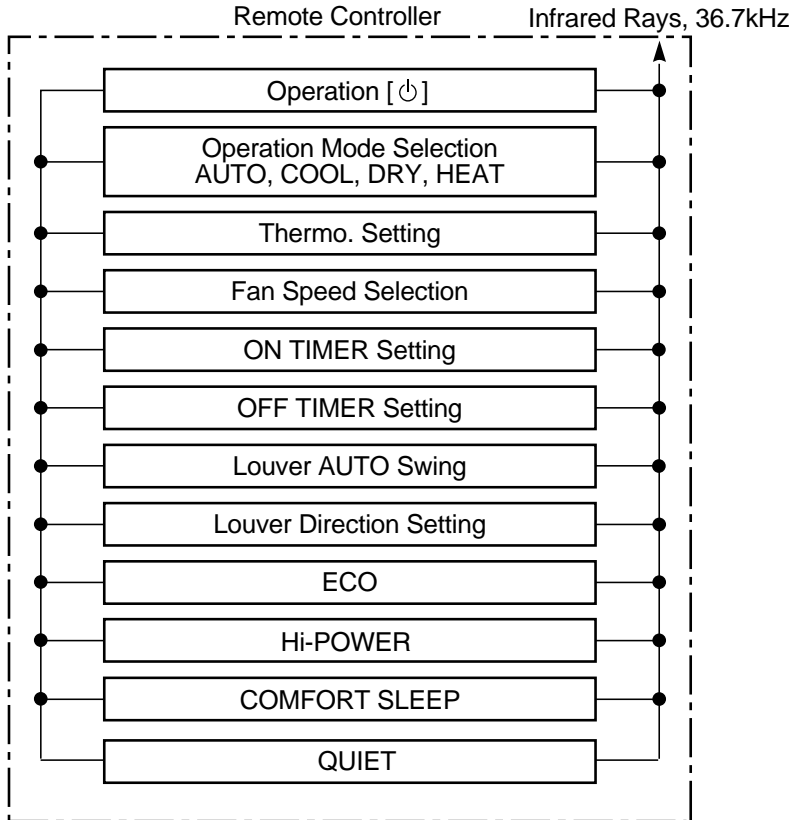 Remote Controller
Infrared Rays, 36.7kHz
Operation [⏻]
Operation Mode Selection
AUTO, COOL, DRY, HEAT
Thermo. Setting
Fan Speed Selection
ON TIMER Setting
OFF TIMER Setting
Louver AUTO Swing
Louver Direction Setting
ECO
Hi-POWER
COMFORT SLEEP
QUIET